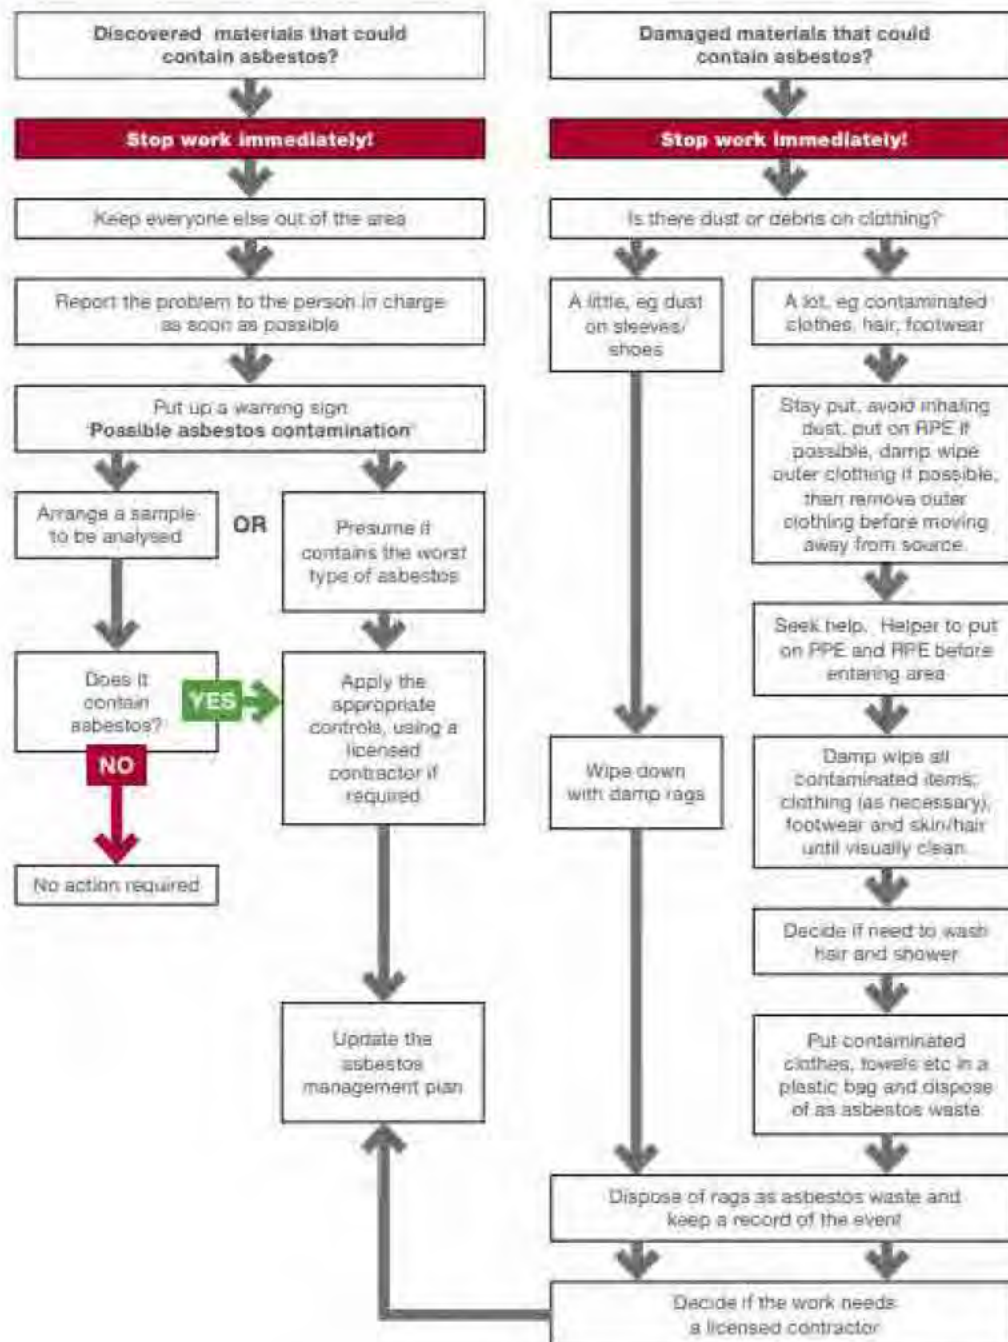 Discovered materials that could
contain asbestos?
Stop work immediately!
Keep everyone else out of the area
Report the problem to the person in charge
as soon as possible
Put up a warning sign
'Possible asbestos contamination'
Arrange a sample
to be analysed
OR
Presume it
contains the worst
type of asbestos
Does it
contain
asbestos?
YES
NO
Apply the
appropriate
controls, using a
licensed
contractor if
required
No action required
Update the
asbestos
management plan
Damaged materials that could
contain asbestos?
Stop work immediately!
Is there dust or debris on clothing?
A little, eg dust
on sleeves/
shoes
Wipe down
with damp rags
A lot, eg contaminated
clothes, hair, footwear
Stay put, avoid inhaling
dust, put on RPE if
possible, damp wipe
outer clothing if possible,
then remove outer
clothing before moving
away from source.
Seek help. Helper to put
on PPE and RPE before
entering area
Damp wipe all
contaminated items;
clothing (as necessary),
footwear and skin/hair
until visually clean.
Decide if need to wash
hair and shower
Put contaminated
clothes, towels etc in a
plastic bag and dispose
of as asbestos waste
Dispose of rags as asbestos waste and
keep a record of the event
Decide if the work needs
a licensed contractor